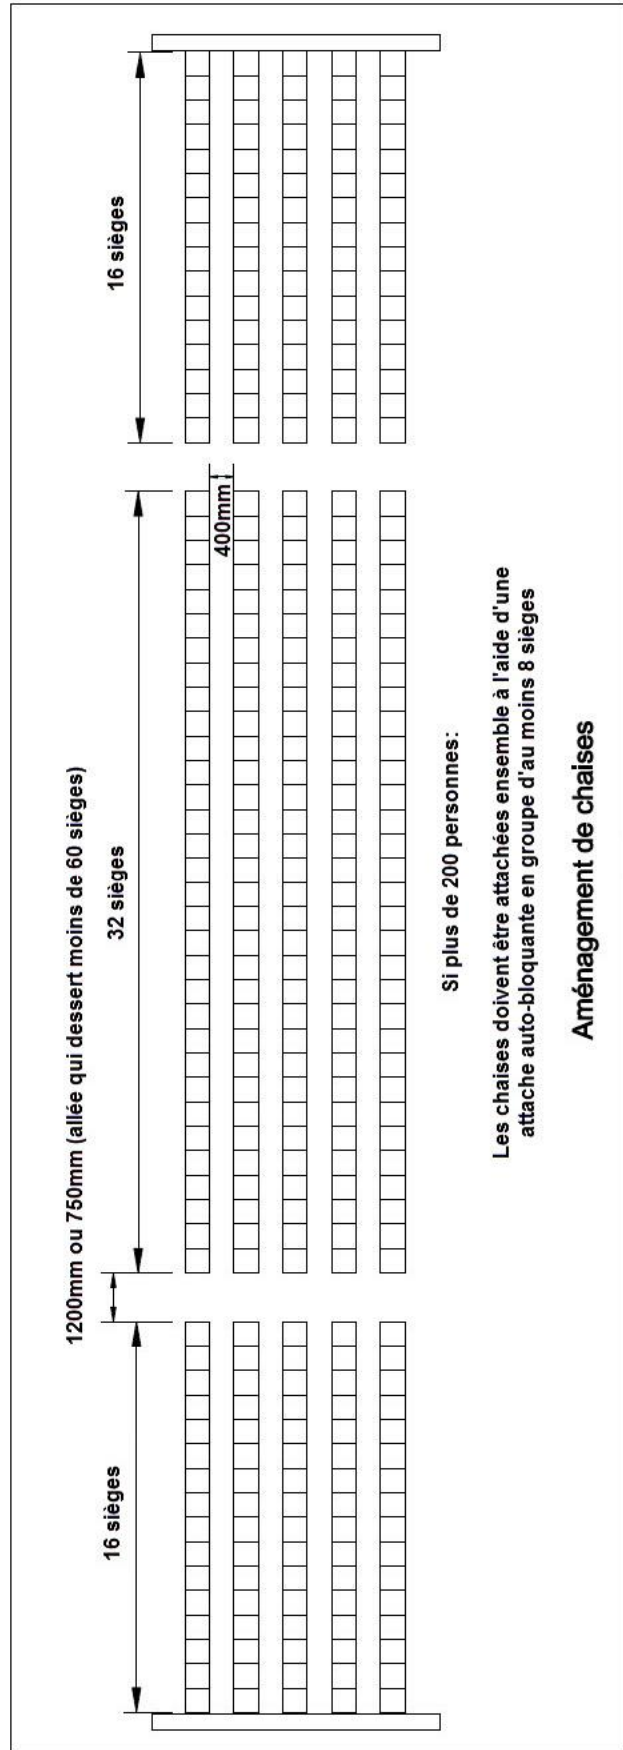 1200mm ou 750mm (allée qui dessert moins de 60 sièges)
16 sièges
32 sièges
16 sièges
400mm
Si plus de 200 personnes:
Les chaises doivent être attachées ensemble à l'aide d'une
attache auto-bloquante en groupe d'au moins 8 sièges
Aménagement de chaises